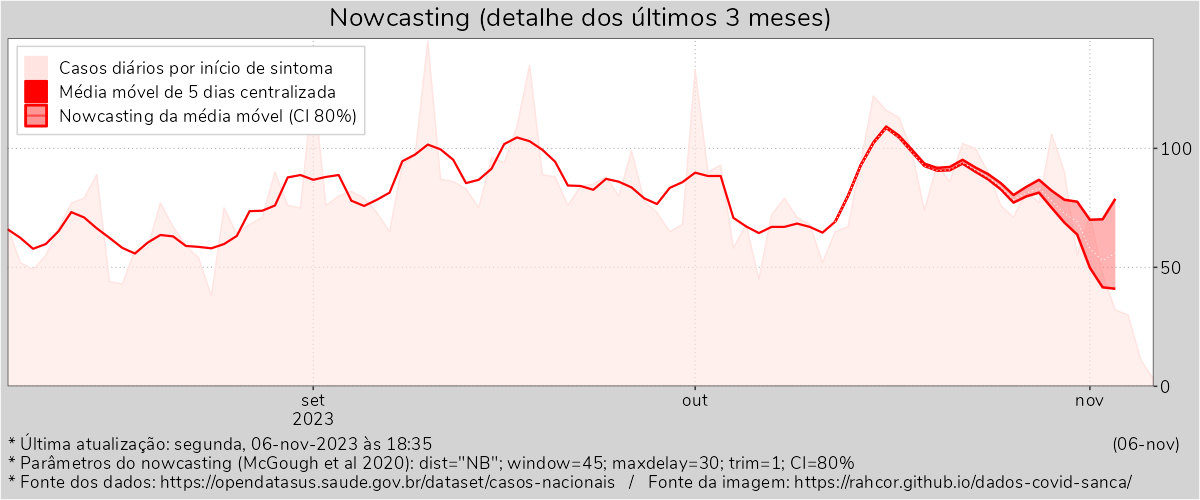 Nowcasting (detalhe dos últimos 3 meses)
Casos diários por início de sintoma
Média móvel de 5 dias centralizada
Nowcasting da média móvel (CI 80%)
100
50
0
set
2023
out
nov
* Última atualização: segunda, 06-nov-2023 às 18:35
(06-nov)
* Parâmetros do nowcasting (McGough et al 2020): dist="NB"; window=45; maxdelay=30; trim=1; CI=80%
* Fonte dos dados: https://opendatasus.saude.gov.br/dataset/casos-nacionais / Fonte da imagem: https://rahcor.github.io/dados-covid-sanca/